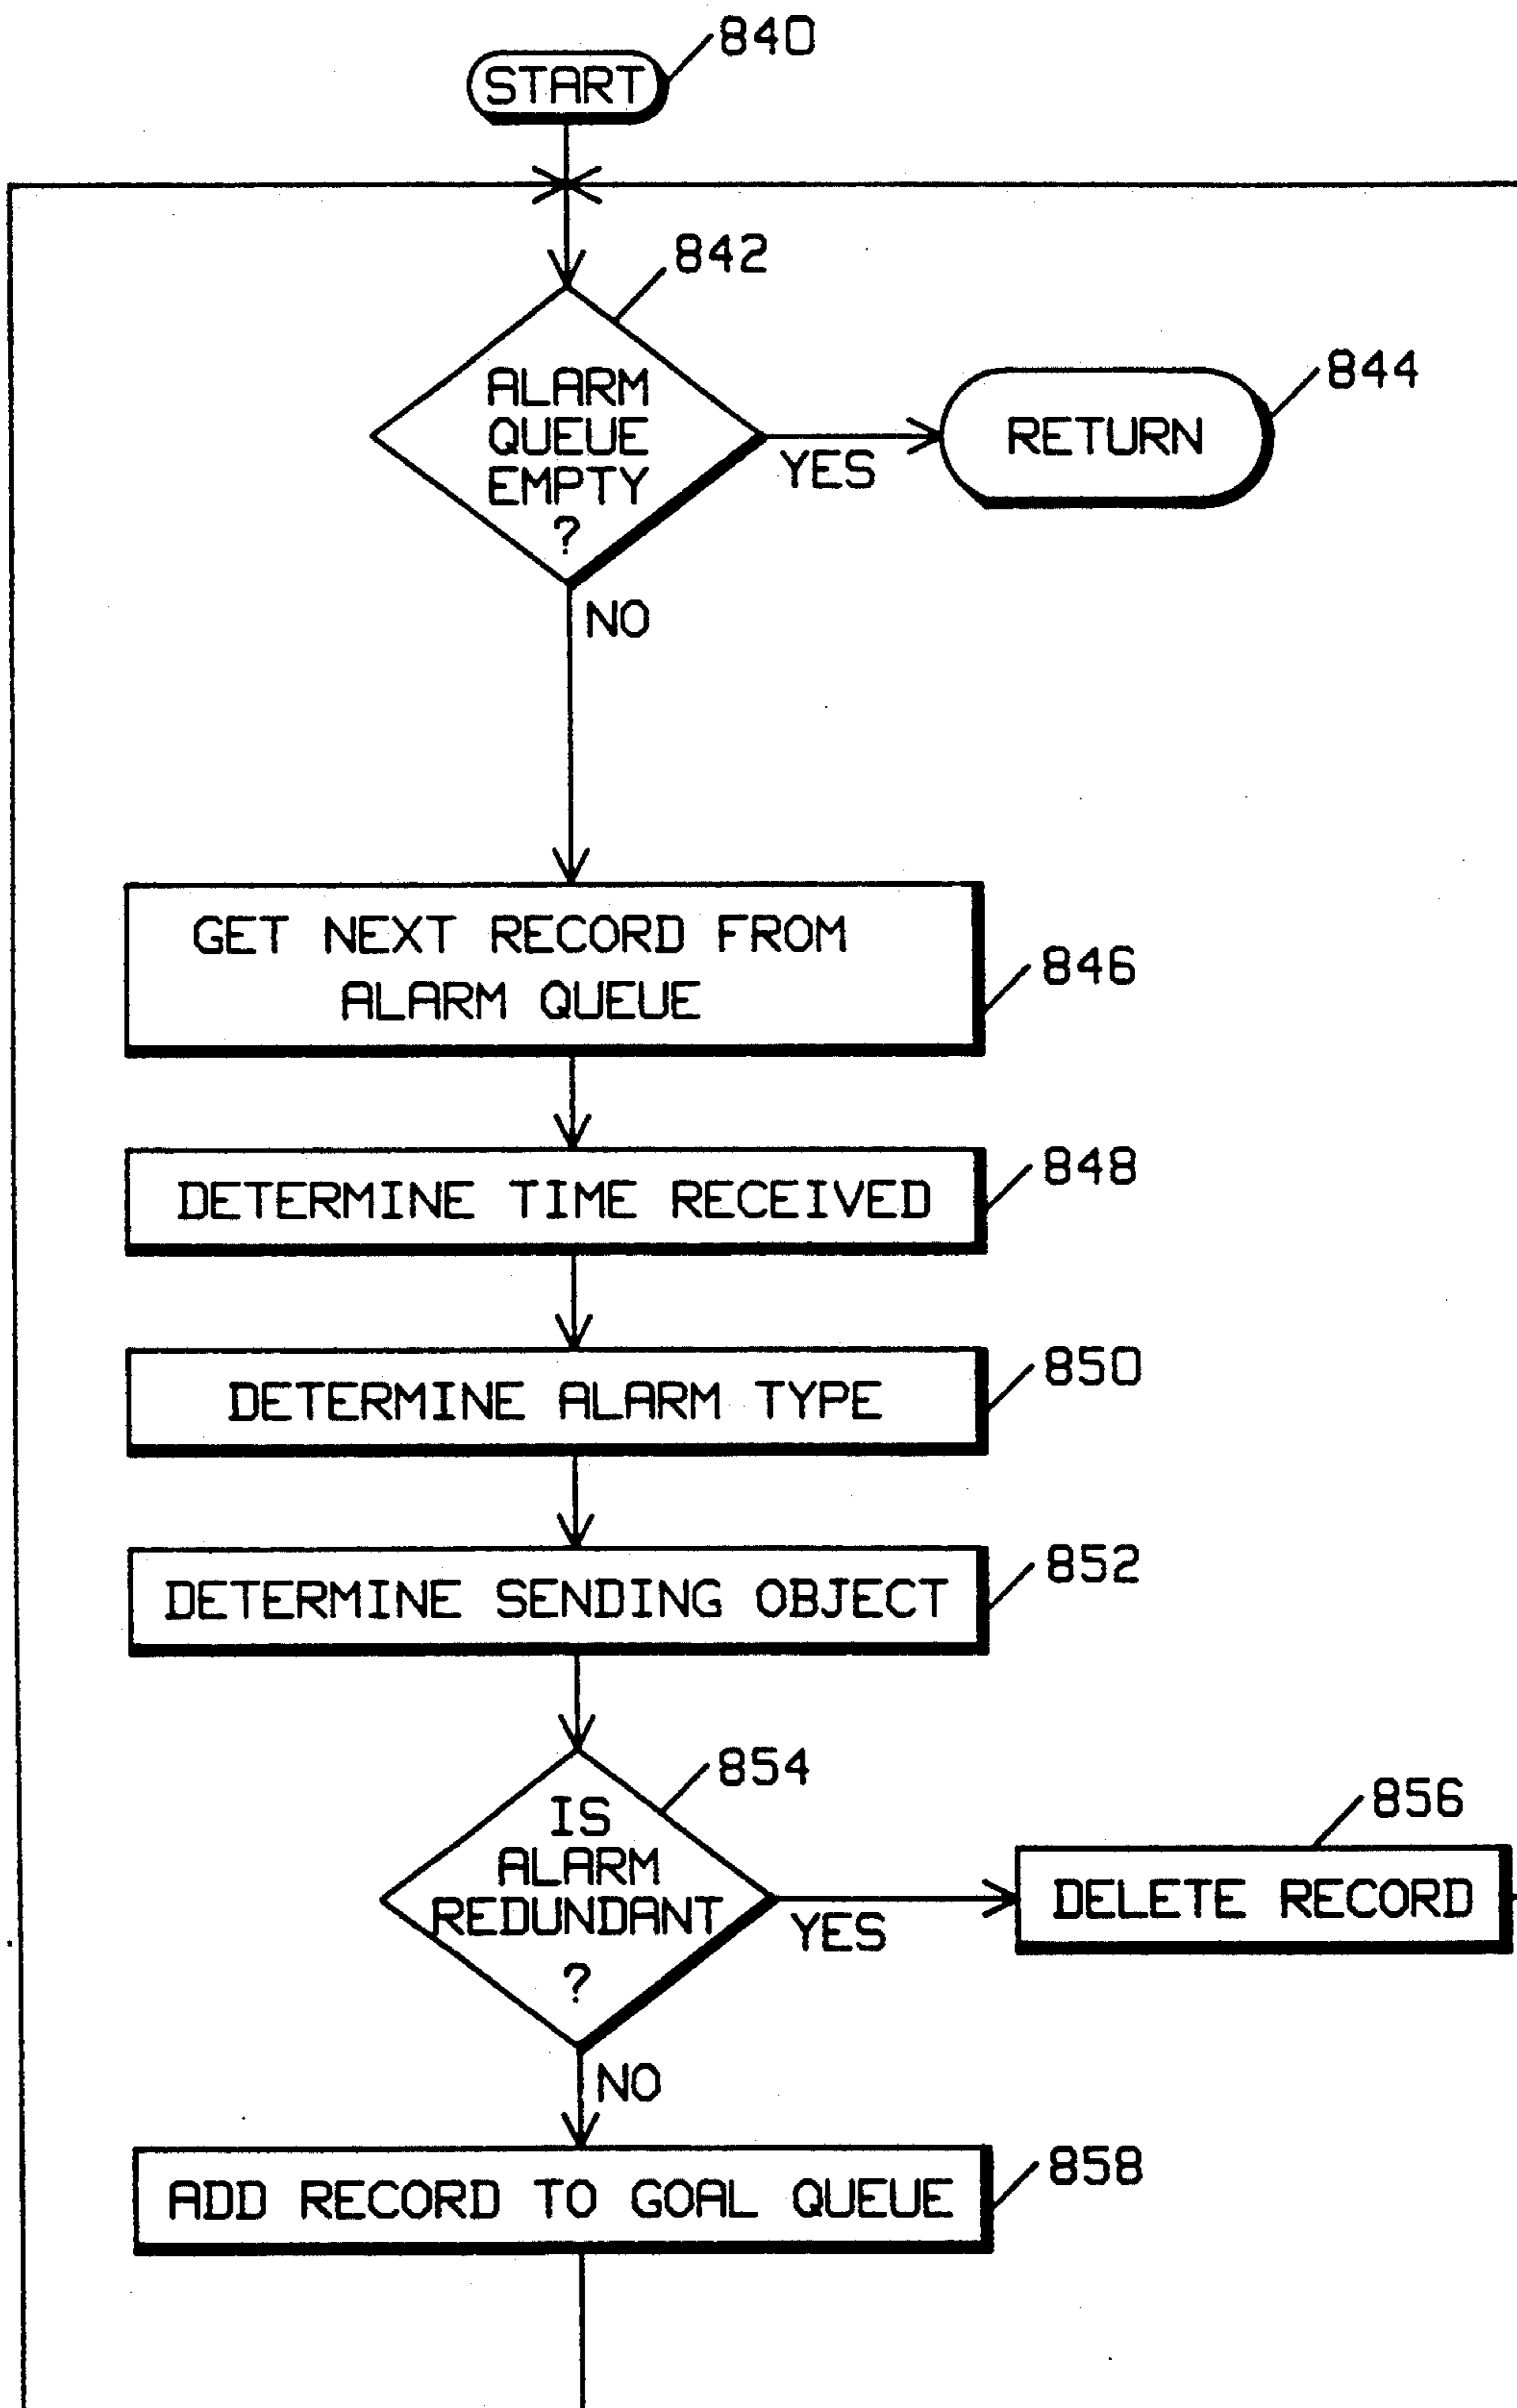 840
START
842
ALARM
QUEUE
EMPTY
?
YES
844
RETURN
NO
GET NEXT RECORD FROM
ALARM QUEUE
846
DETERMINE TIME RECEIVED
848
DETERMINE ALARM TYPE
850
DETERMINE SENDING OBJECT
852
854
IS
ALARM
REDUNDANT
?
YES
856
DELETE RECORD
NO
ADD RECORD TO GOAL QUEUE
858